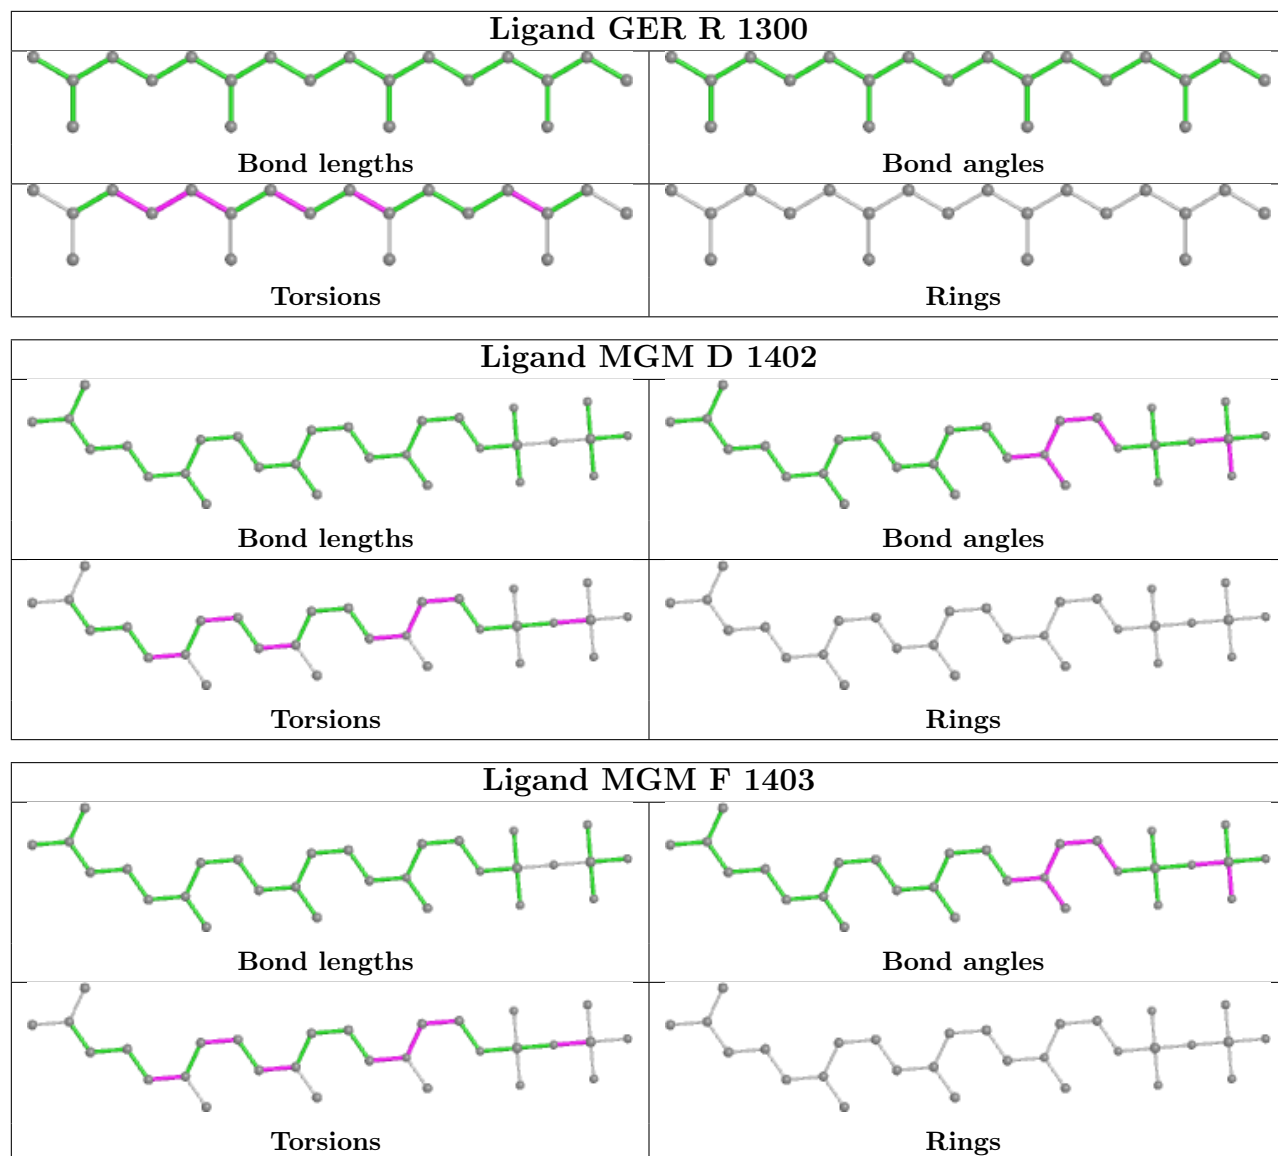 Ligand GER R 1300
Bond lengths
Bond angles
Torsions
Rings
Ligand MGM D 1402
Bond lengths
Bond angles
Torsions
Rings
Ligand MGM F 1403
Bond lengths
Bond angles
Torsions
Rings